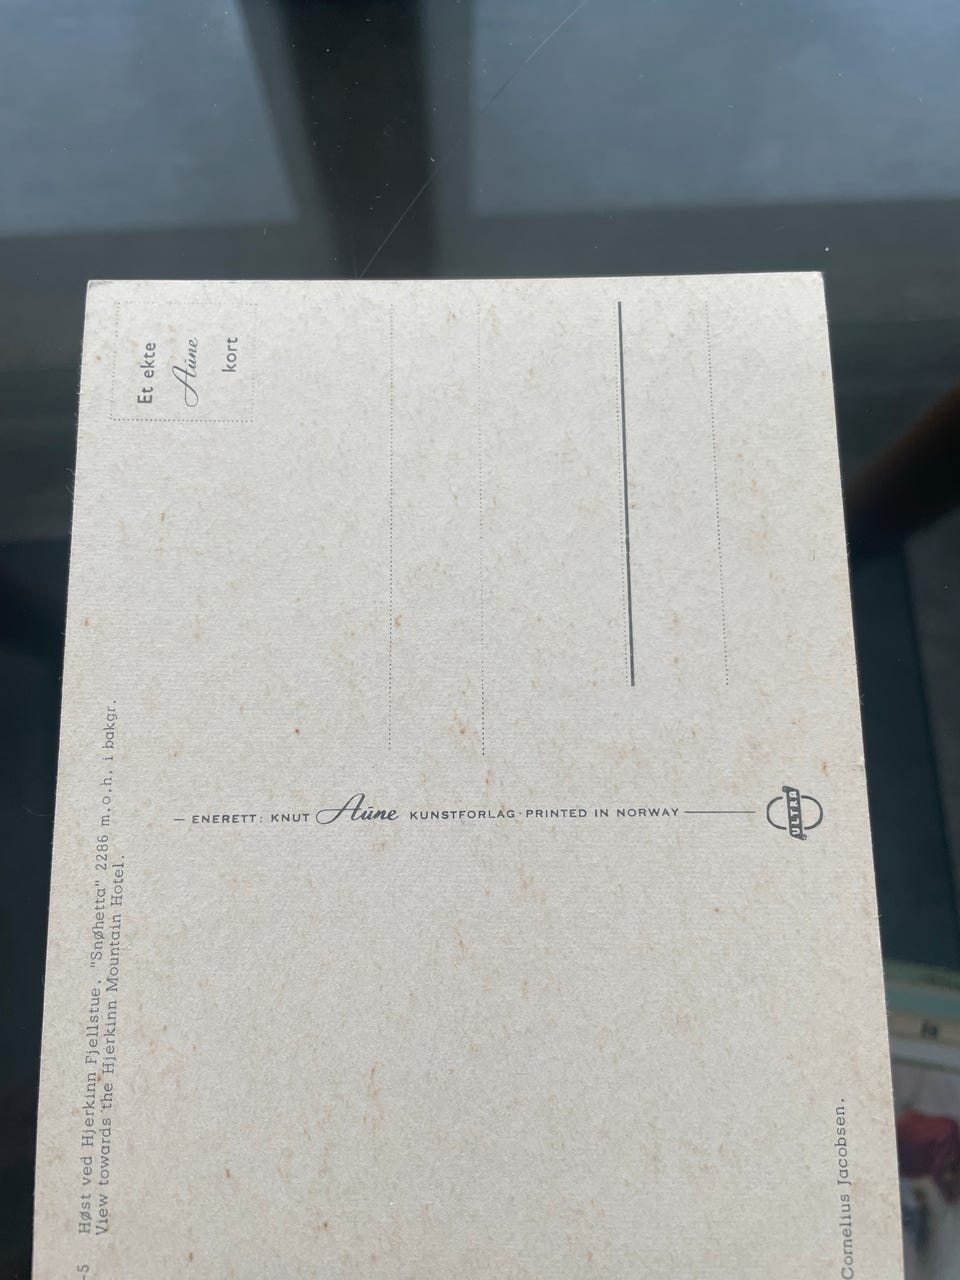 -5 Høst ved Hjerkinn Fjellstue. "Snøhetta" 2286 m.o.h. i bakgr.
View towards the Hjerkinn Mountain Hotel.
Et ekte
Aune
kort
ENERETT: KNUT Aune KUNSTFORLAG · PRINTED IN NORWAY
ULTRA
Cornelius Jacobsen.